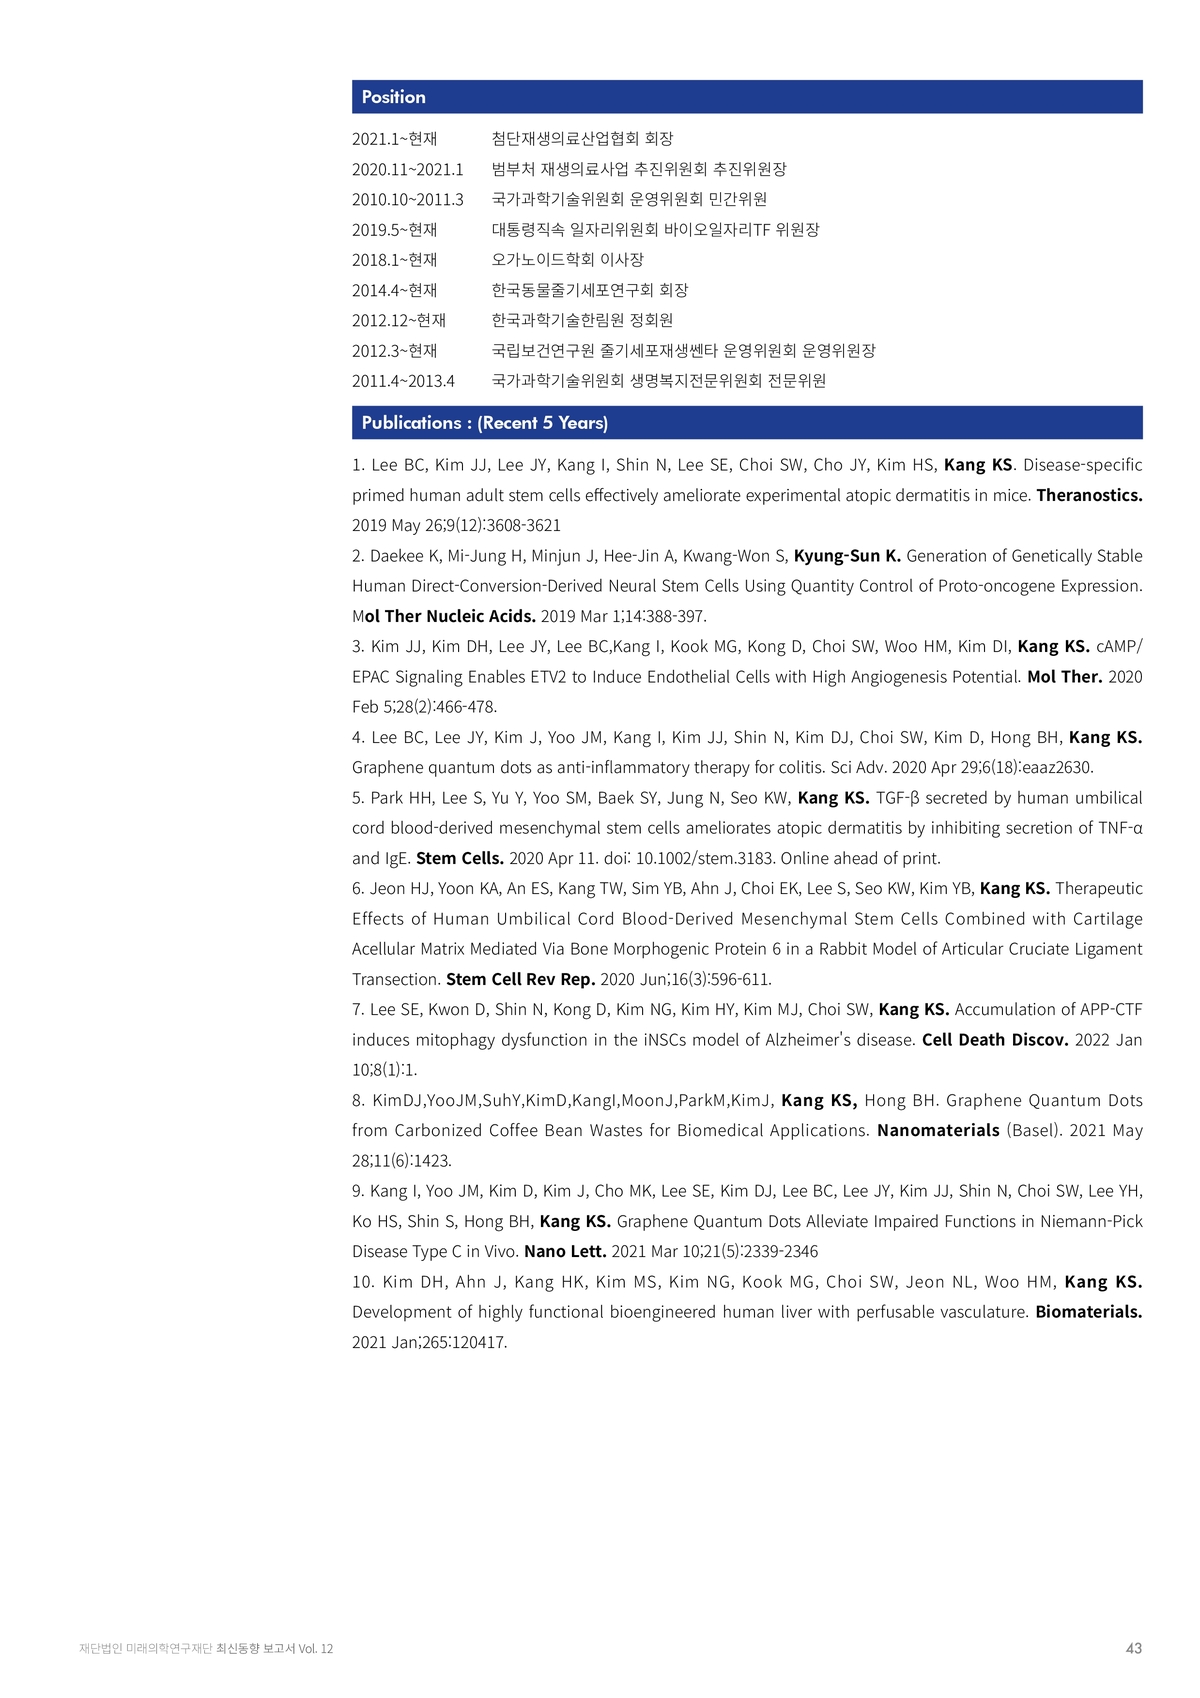 Position
2021.1~현재 첨단재생의료산업협회 회장
2020.11~2021.1 범부처 재생의료사업 추진위원회 추진위원장
2010.10~2011.3 국가과학기술위원회 운영위원회 민간위원
2019.5~현재 대통령직속 일자리위원회 바이오일자리TF 위원장
2018.1~현재 오가노이드학회 이사장
2014.4~현재 한국동물줄기세포연구회 회장
2012.12~현재 한국과학기술한림원 정회원
2012.3~현재 국립보건연구원 줄기세포재생쎈타 운영위원회 운영위원장
2011.4~2013.4 국가과학기술위원회 생명복지전문위원회 전문위원
Publications : (Recent 5 Years)
1. Lee BC, Kim JJ, Lee JY, Kang I, Shin N, Lee SE, Choi SW, Cho JY, Kim HS, Kang KS. Disease-specific
primed human adult stem cells effectively ameliorate experimental atopic dermatitis in mice. Theranostics.
2019 May 26;9(12):3608-3621
2. Daekee K, Mi-Jung H, Minjun J, Hee-Jin A, Kwang-Won S, Kyung-Sun K. Generation of Genetically Stable
Human Direct-Conversion-Derived Neural Stem Cells Using Quantity Control of Proto-oncogene Expression.
Mol Ther Nucleic Acids. 2019 Mar 1;14:388-397.
3. Kim JJ, Kim DH, Lee JY, Lee BC,Kang I, Kook MG, Kong D, Choi SW, Woo HM, Kim DI, Kang KS. cAMP/
EPAC Signaling Enables ETV2 to Induce Endothelial Cells with High Angiogenesis Potential. Mol Ther. 2020
Feb 5;28(2):466-478.
4. Lee BC, Lee JY, Kim J, Yoo JM, Kang I, Kim JJ, Shin N, Kim DJ, Choi SW, Kim D, Hong BH, Kang KS.
Graphene quantum dots as anti-inflammatory therapy for colitis. Sci Adv. 2020 Apr 29;6(18):eaaz2630.
5. Park HH, Lee S, Yu Y, Yoo SM, Baek SY, Jung N, Seo KW, Kang KS. TGF-β secreted by human umbilical
cord blood-derived mesenchymal stem cells ameliorates atopic dermatitis by inhibiting secretion of TNF-α
and IgE. Stem Cells. 2020 Apr 11. doi: 10.1002/stem.3183. Online ahead of print.
6. Jeon HJ, Yoon KA, An ES, Kang TW, Sim YB, Ahn J, Choi EK, Lee S, Seo KW, Kim YB, Kang KS. Therapeutic
Effects of Human Umbilical Cord Blood-Derived Mesenchymal Stem Cells Combined with Cartilage
Acellular Matrix Mediated Via Bone Morphogenic Protein 6 in a Rabbit Model of Articular Cruciate Ligament
Transection. Stem Cell Rev Rep. 2020 Jun;16(3):596-611.
7. Lee SE, Kwon D, Shin N, Kong D, Kim NG, Kim HY, Kim MJ, Choi SW, Kang KS. Accumulation of APP-CTF
induces mitophagy dysfunction in the iNSCs model of Alzheimer's disease. Cell Death Discov. 2022 Jan
10;8(1):1.
8. KimDJ,YooJM,SuhY,KimD,KangI,MoonJ,ParkM,KimJ, Kang KS, Hong BH. Graphene Quantum Dots
from Carbonized Coffee Bean Wastes for Biomedical Applications. Nanomaterials (Basel). 2021 May
28;11(6):1423.
9. Kang I, Yoo JM, Kim D, Kim J, Cho MK, Lee SE, Kim DJ, Lee BC, Lee JY, Kim JJ, Shin N, Choi SW, Lee YH,
Ko HS, Shin S, Hong BH, Kang KS. Graphene Quantum Dots Alleviate Impaired Functions in Niemann-Pick
Disease Type C in Vivo. Nano Lett. 2021 Mar 10;21(5):2339-2346
10. Kim DH, Ahn J, Kang HK, Kim MS, Kim NG, Kook MG, Choi SW, Jeon NL, Woo HM, Kang KS.
Development of highly functional bioengineered human liver with perfusable vasculature. Biomaterials.
2021 Jan;265:120417.
재단법인 미래의학연구재단 최신동향 보고서 Vol. 12
43